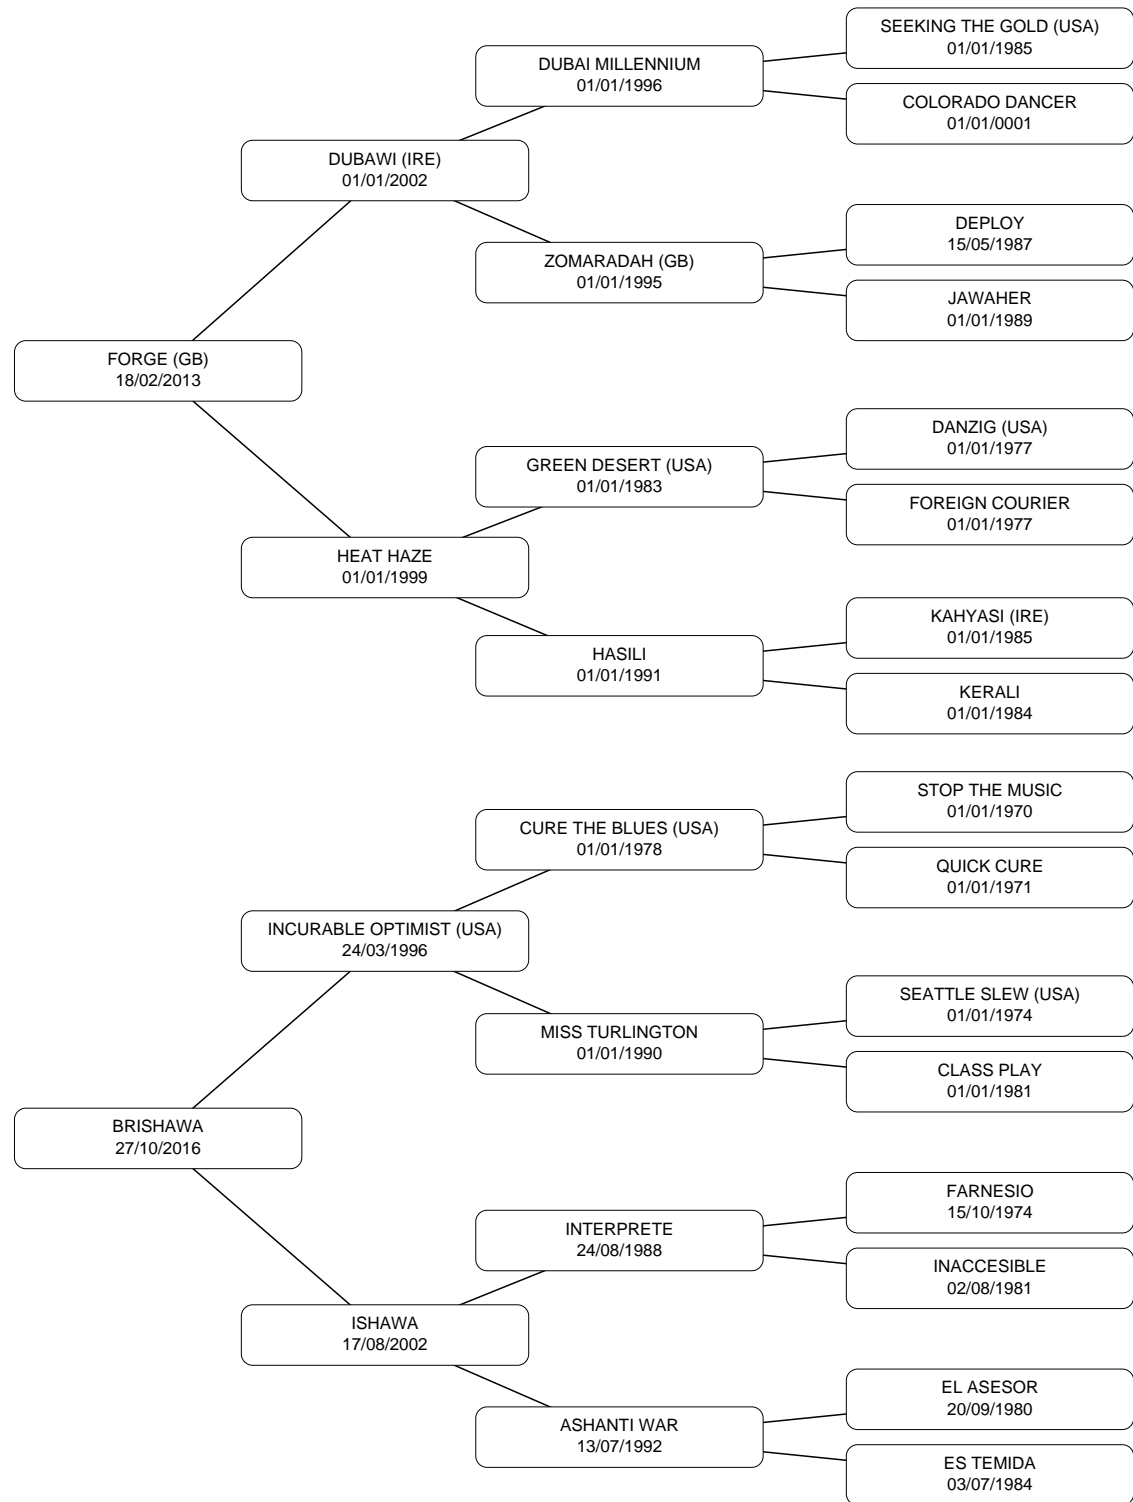 SEEKING THE GOLD (USA)
01/01/1985
DUBAI MILLENNIUM
01/01/1996
COLORADO DANCER
01/01/0001
DUBAWI (IRE)
01/01/2002
DEPLOY
15/05/1987
ZOMARADAH (GB)
01/01/1995
JAWAHER
01/01/1989
FORGE (GB)
18/02/2013
DANZIG (USA)
01/01/1977
GREEN DESERT (USA)
01/01/1983
FOREIGN COURIER
01/01/1977
HEAT HAZE
01/01/1999
KAHYASI (IRE)
01/01/1985
HASILI
01/01/1991
KERALI
01/01/1984
STOP THE MUSIC
01/01/1970
CURE THE BLUES (USA)
01/01/1978
QUICK CURE
01/01/1971
INCURABLE OPTIMIST (USA)
24/03/1996
SEATTLE SLEW (USA)
01/01/1974
MISS TURLINGTON
01/01/1990
CLASS PLAY
01/01/1981
BRISHAWA
27/10/2016
FARNESIO
15/10/1974
INTERPRETE
24/08/1988
INACCESIBLE
02/08/1981
ISHAWA
17/08/2002
EL ASESOR
20/09/1980
ASHANTI WAR
13/07/1992
ES TEMIDA
03/07/1984